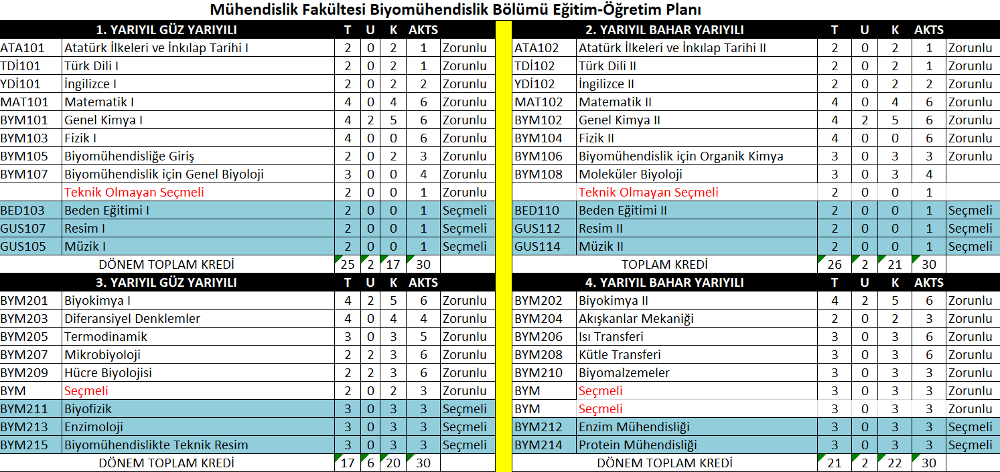 Mühendislik Fakültesi Biyomühendislik Bölümü Eğitim-Öğretim Planı
1. YARIYIL GÜZ YARIYILI T U K AKTS
ATA101 Atatürk İlkeleri ve İnkılap Tarihi I 2 0 2 1 Zorunlu
TDİ101 Türk Dili I 2 0 2 1 Zorunlu
YDİ101 İngilizce I 2 0 2 2 Zorunlu
MAT101 Matematik I 4 0 4 6 Zorunlu
BYM101 Genel Kimya I 4 2 5 6 Zorunlu
BYM103 Fizik I 4 0 0 6 Zorunlu
BYM105 Biyomühendisliğe Giriş 2 0 2 3 Zorunlu
BYM107 Biyomühendislik için Genel Biyoloji 3 0 0 4 Zorunlu
Teknik Olmayan Seçmeli 2 0 0 1 Zorunlu
BED103 Beden Eğitimi I 2 0 0 1 Seçmeli
GUS107 Resim I 2 0 0 1 Seçmeli
GUS105 Müzik I 2 0 0 1 Seçmeli
DÖNEM TOPLAM KREDİ 25 2 17 30
2. YARIYIL BAHAR YARIYILI T U K AKTS
ATA102 Atatürk İlkeleri ve İnkılap Tarihi II 2 0 2 1 Zorunlu
TDİ102 Türk Dili II 2 0 2 1 Zorunlu
YDİ102 İngilizce II 2 0 2 2 Zorunlu
MAT102 Matematik II 4 0 4 6 Zorunlu
BYM102 Genel Kimya II 4 2 5 6 Zorunlu
BYM104 Fizik II 4 0 0 6 Zorunlu
BYM106 Biyomühendislik için Organik Kimya 3 0 3 3 Zorunlu
BYM108 Moleküler Biyoloji 3 0 3 4
Teknik Olmayan Seçmeli 2 0 0 1
BED110 Beden Eğitimi II 2 0 0 1 Seçmeli
GUS112 Resim II 2 0 0 1 Seçmeli
GUS114 Müzik II 2 0 0 1 Seçmeli
TOPLAM KREDİ 26 2 21 30
3. YARIYIL GÜZ YARIYILI T U K AKTS
BYM201 Biyokimya I 4 2 5 6 Zorunlu
BYM203 Diferansiyel Denklemler 4 0 4 4 Zorunlu
BYM205 Termodinamik 3 0 3 5 Zorunlu
BYM207 Mikrobiyoloji 2 2 3 6 Zorunlu
BYM209 Hücre Biyolojisi 2 2 3 6 Zorunlu
BYM Seçmeli 2 0 2 3 Zorunlu
BYM211 Biyofizik 3 0 3 3 Seçmeli
BYM213 Enzimoloji 3 0 3 3 Seçmeli
BYM215 Biyomühendislikte Teknik Resim 3 0 3 3 Seçmeli
DÖNEM TOPLAM KREDİ 17 6 20 30
4. YARIYIL BAHAR YARIYILI T U K AKTS
BYM202 Biyokimya II 4 2 5 6 Zorunlu
BYM204 Akışkanlar Mekaniği 2 0 2 3 Zorunlu
BYM206 Isı Transferi 3 0 3 6 Zorunlu
BYM208 Kütle Transferi 3 0 3 6 Zorunlu
BYM210 Biyomalzemeler 3 0 3 3 Zorunlu
BYM Seçmeli 3 0 3 3 Zorunlu
BYM Seçmeli 3 0 3 3 Zorunlu
BYM212 Enzim Mühendisliği 3 0 3 3 Seçmeli
BYM214 Protein Mühendisliği 3 0 3 3 Seçmeli
DÖNEM TOPLAM KREDİ 21 2 22 30